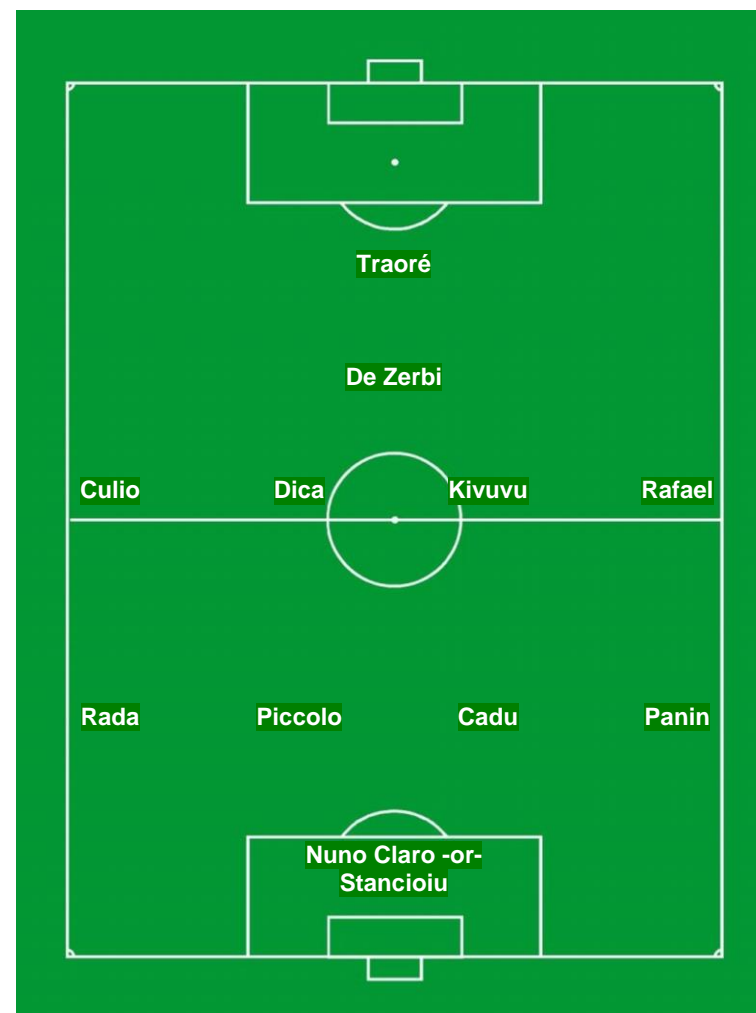 Traoré
De Zerbi
Culio Dica Kivuvu Rafael
Rada Piccolo Cadu Panin
Nuno Claro -or-
Stancioiu